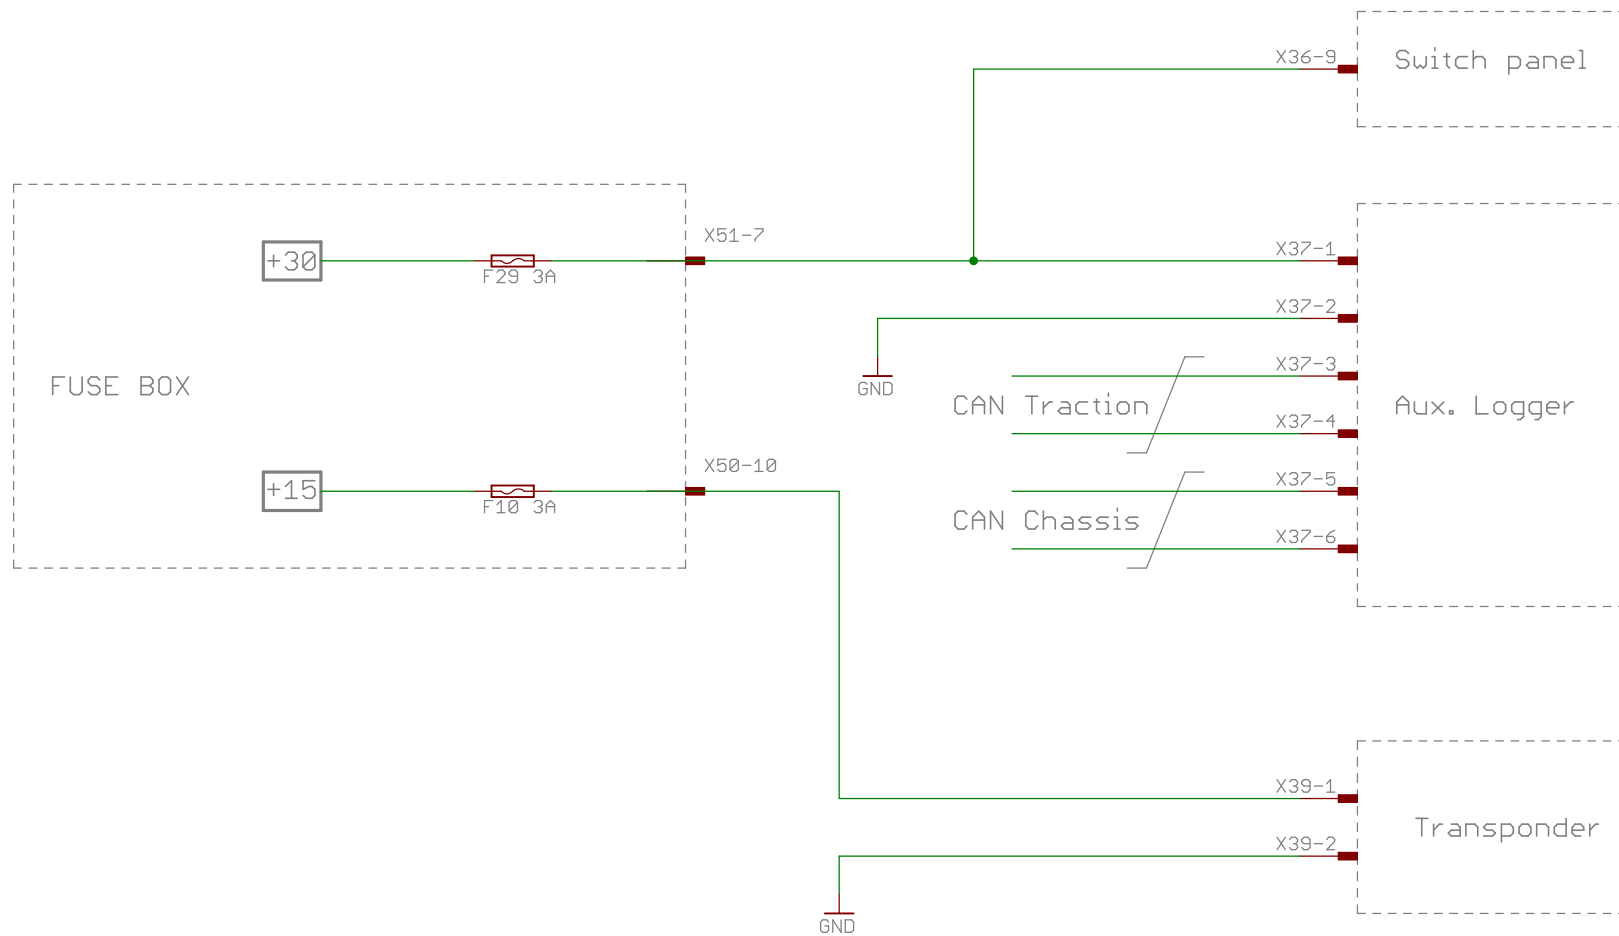 X36-9
Switch panel
X51-7
X37-1
+30
F29 3A
X37-2
GND
X37-3
FUSE BOX
CAN Traction
Aux. Logger
X37-4
X50-10
X37-5
+15
F10 3A
CAN Chassis
X37-6
X39-1
Transponder
X39-2
GND